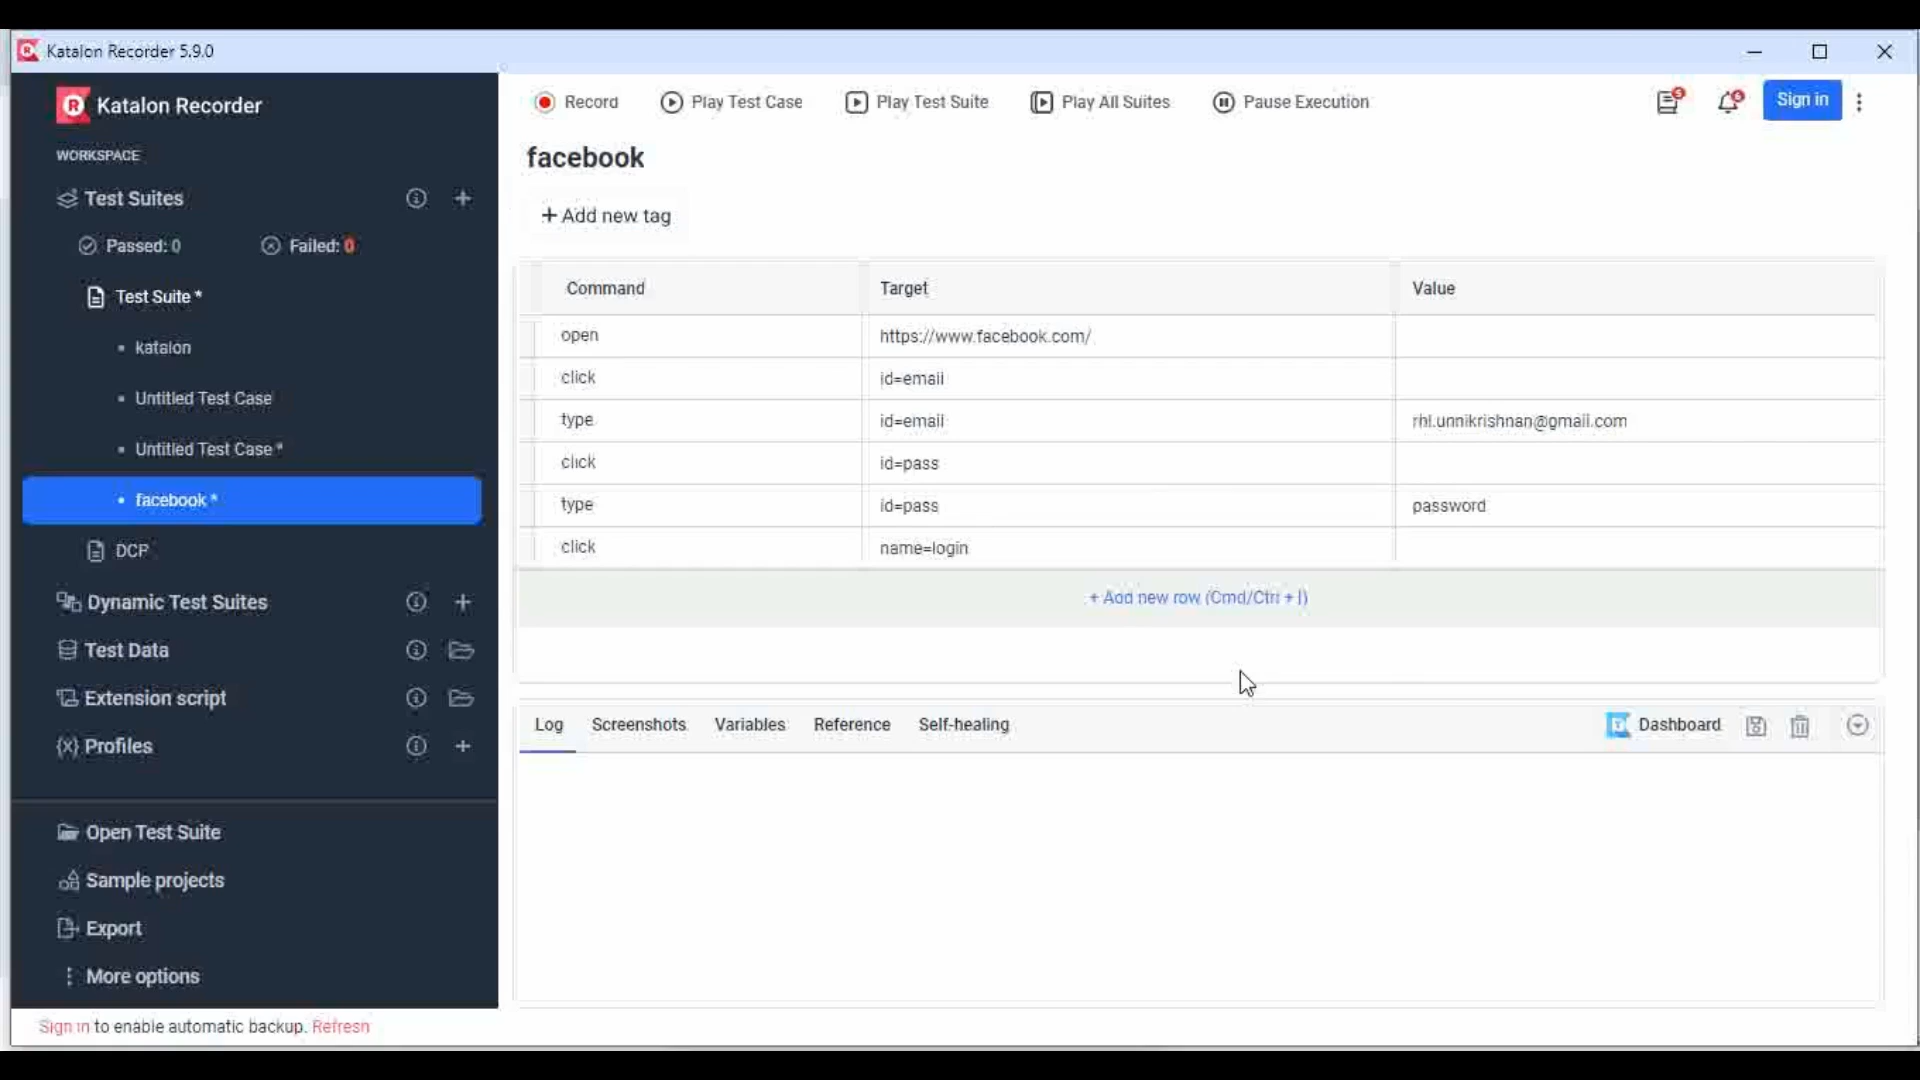 Katalon Recorder 5.9.0
Katalon Recorder
WORKSPACE
Test Suites
Passed: 0 Failed: 0
Test Suite *
katalon
Untitled Test Case
Untitled Test Case *
facebook *
DCP
Dynamic Test Suites
Test Data
Extension script
Profiles
Open Test Suite
Sample projects
Export
More options
Sign in to enable automatic backup. Refresh
Record Play Test Case Play Test Suite Play All Suites Pause Execution Sign in
facebook
+ Add new tag
Command Target Value
open https://www.facebook.com/
click id=email
type id=email rhl.unnikrishnan@gmail.com
click id=pass
type id=pass password
click name=login
+ Add new row (Cmd/Ctrl + I)
Log Screenshots Variables Reference Self-healing Dashboard